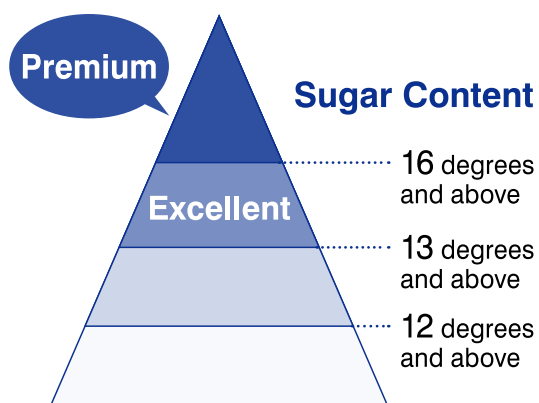 Premium
Sugar Content
16 degrees
and above
Excellent
13 degrees
and above
12 degrees
and above